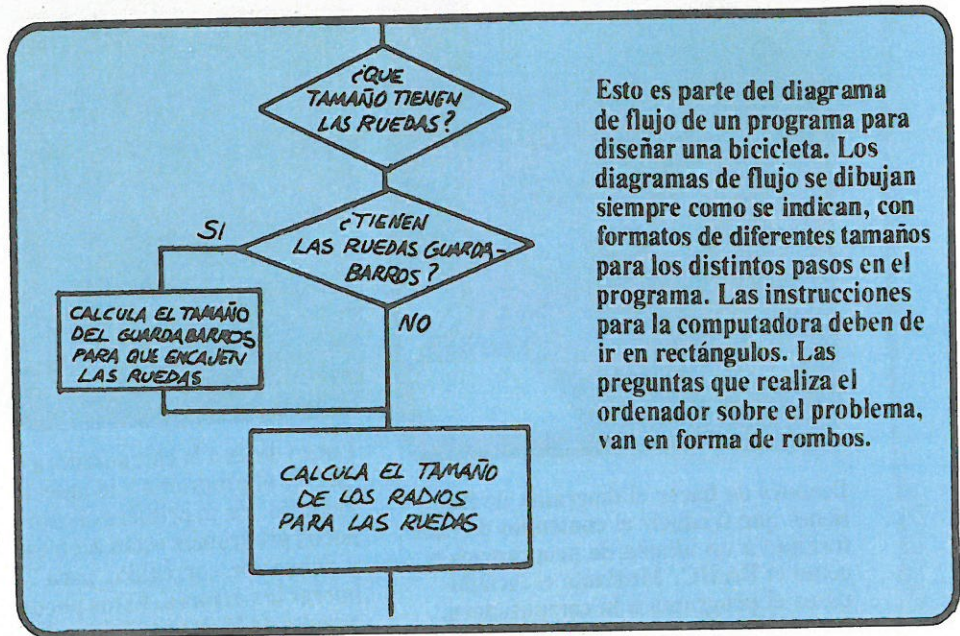 ¿QUE
TAMAÑO TIENEN
LAS RUEDAS?
¿TIENEN
LAS RUEDAS GUARDA-
BARROS?
SI
NO
CALCULA EL TAMAÑO
DEL GUARDABARROS
PARA QUE ENCAJEN
LAS RUEDAS
CALCULA EL TAMAÑO
DE LOS RADIOS
PARA LAS RUEDAS
Esto es parte del diagrama
de flujo de un programa para
diseñar una bicicleta. Los
diagramas de flujo se dibujan
siempre como se indican, con
formatos de diferentes tamaños
para los distintos pasos en el
programa. Las instrucciones
para la computadora deben de
ir en rectángulos. Las
preguntas que realiza el
ordenador sobre el problema,
van en forma de rombos.